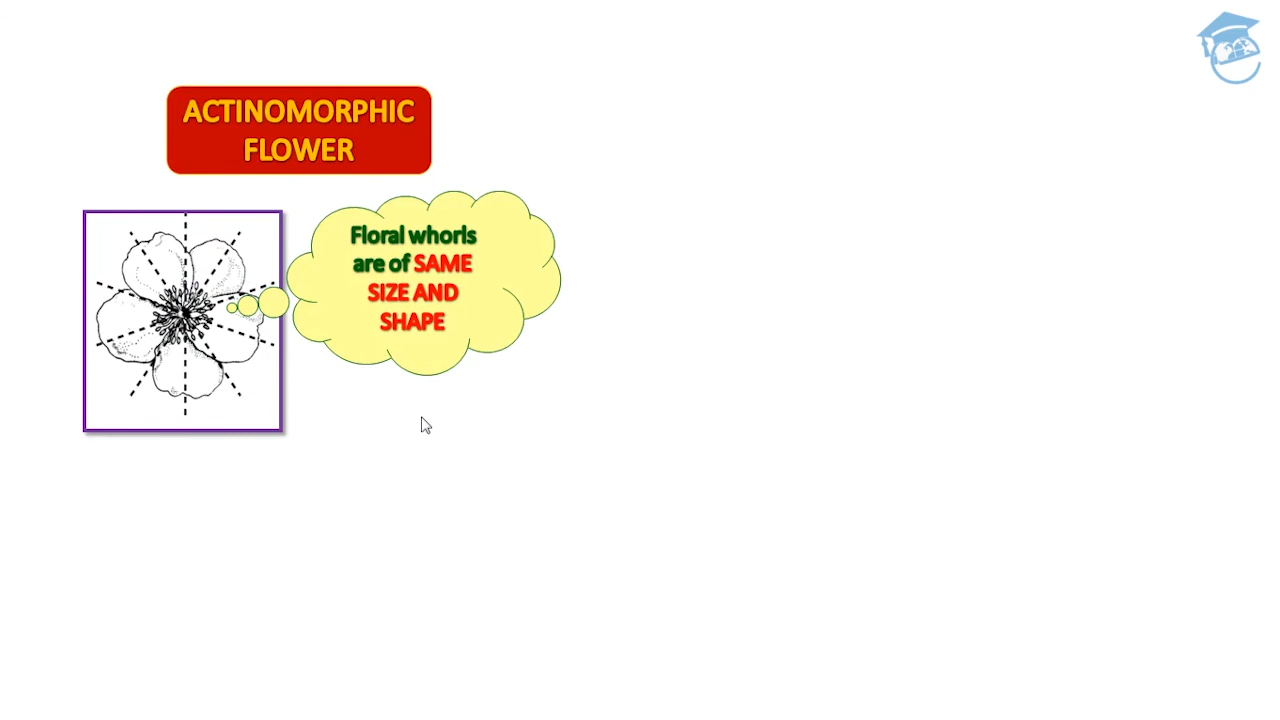 ACTINOMORPHIC
FLOWER
Floral whorls
are of SAME
SIZE AND
SHAPE